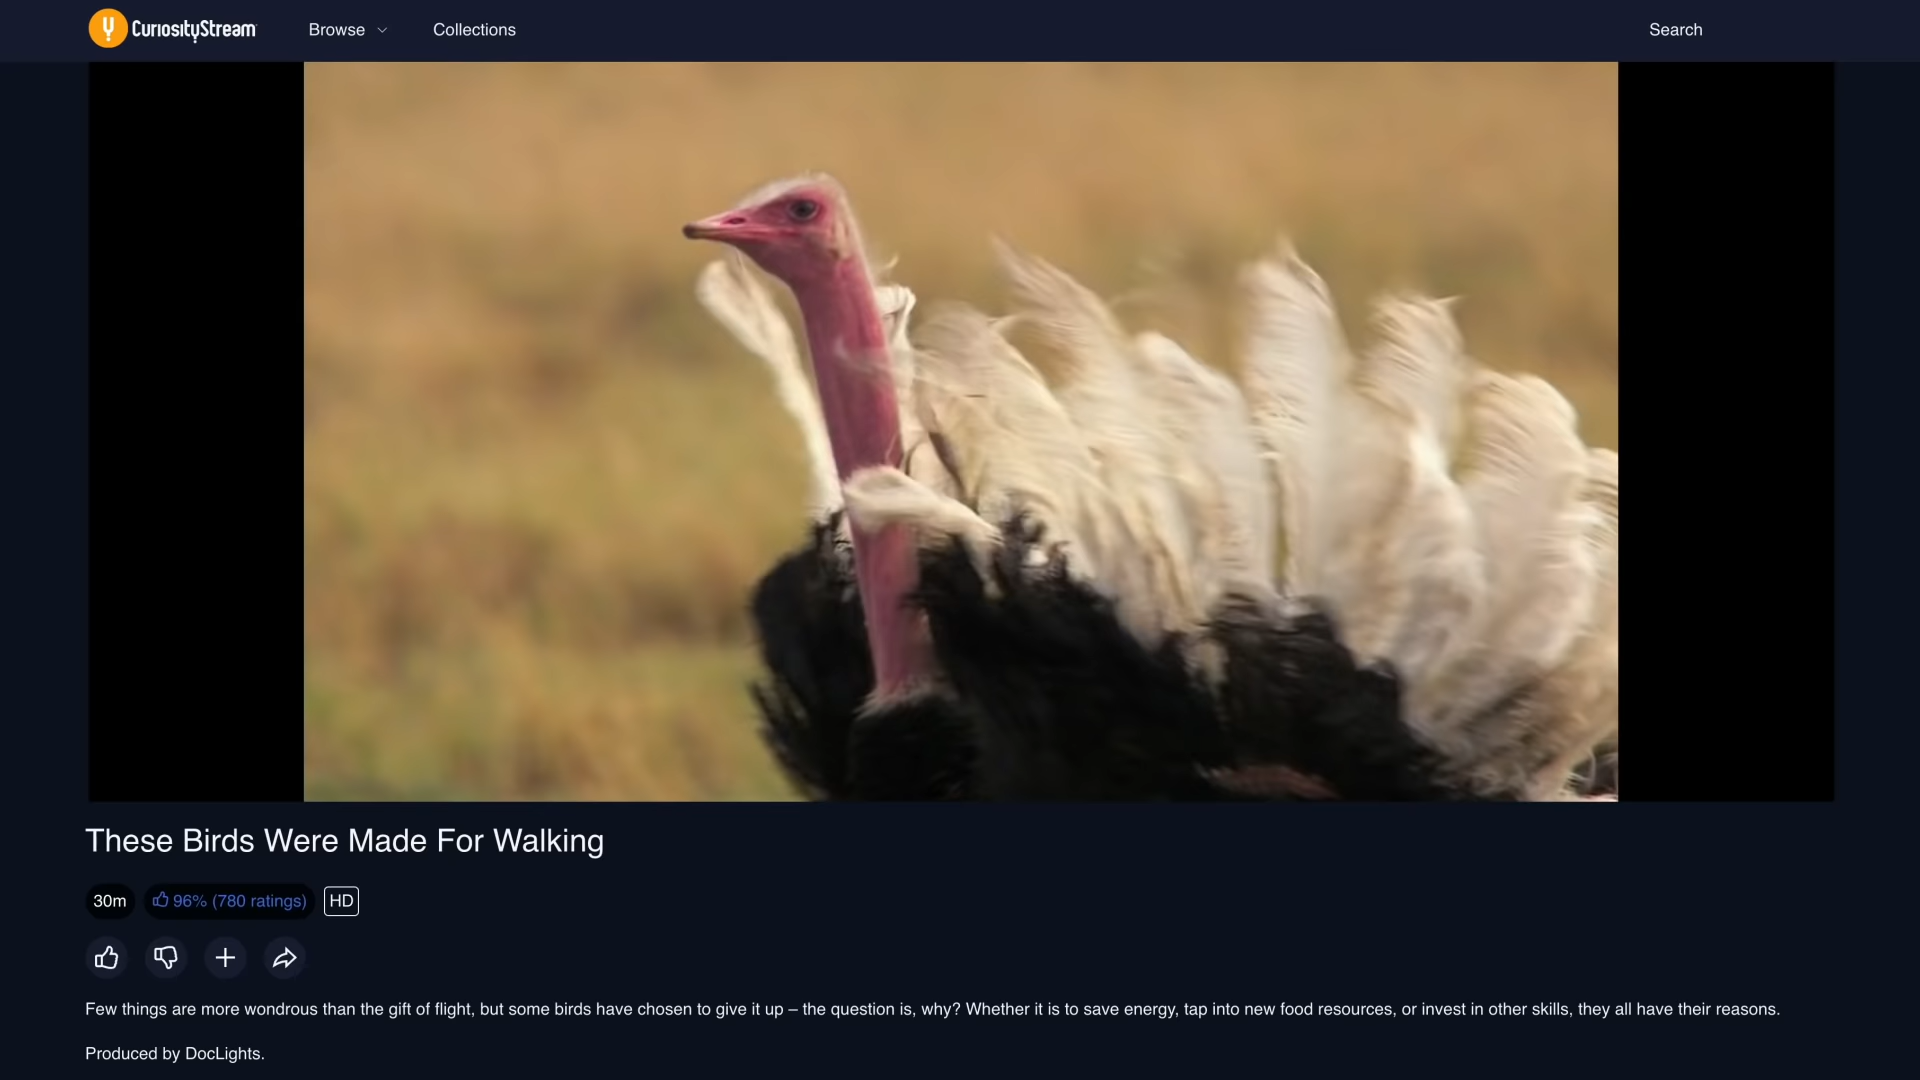 CuriosityStream
Browse
Collections
Search
These Birds Were Made For Walking
30m
96% (780 ratings)
HD
Few things are more wondrous than the gift of flight, but some birds have chosen to give it up – the question is, why? Whether it is to save energy, tap into new food resources, or invest in other skills, they all have their reasons.
Produced by DocLights.